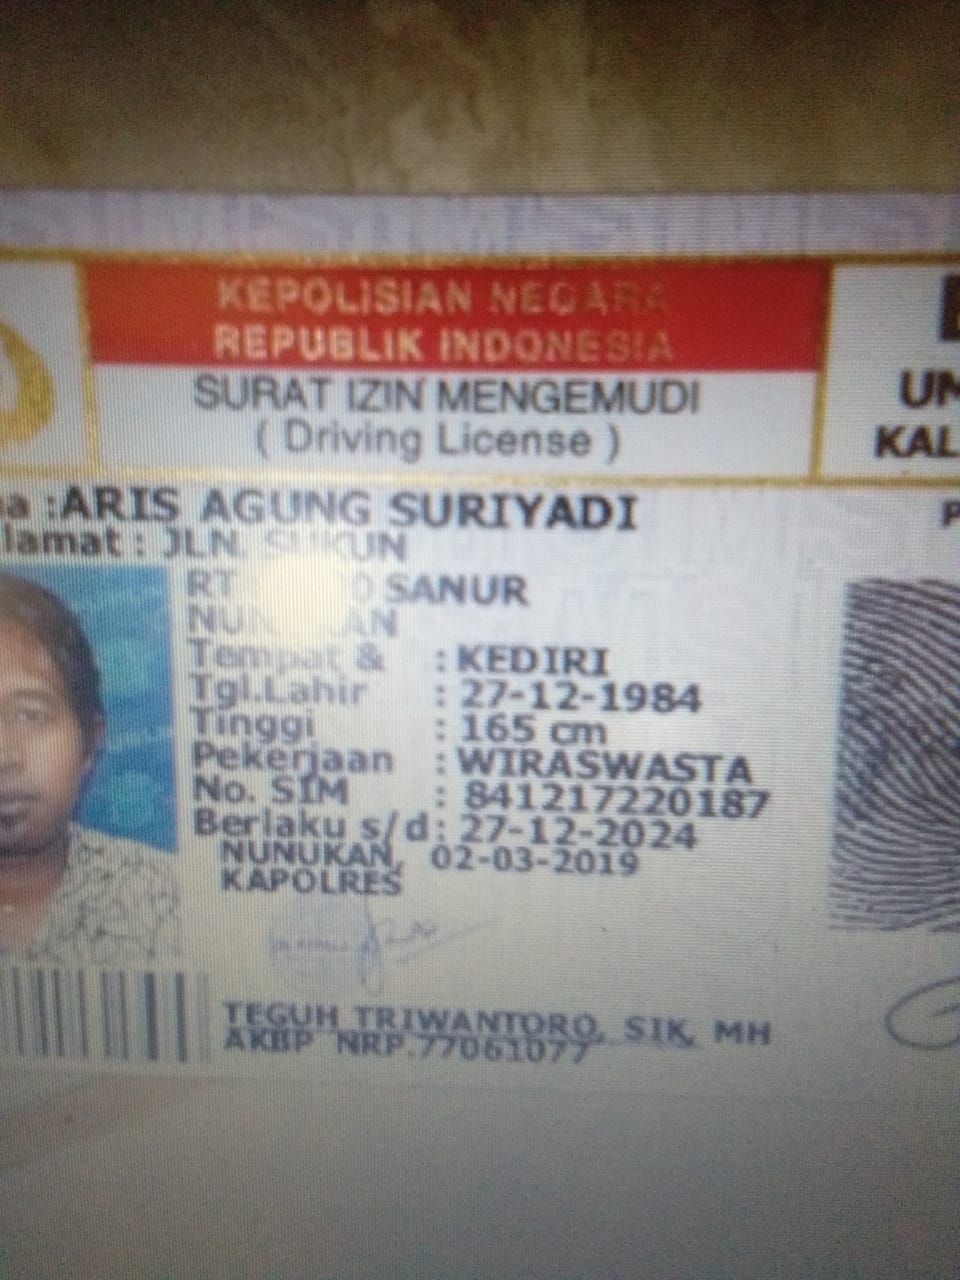 KEPOLISIAN NEGARA
REPUBLIK INDONESIA
SURAT IZIN MENGEMUDI
( Driving License )
UN
KAL
a :ARIS AGUNG SURIYADI
lamat : JLN. SUKUN
RT 0 SANUR
NUN AN
Tempat & : KEDIRI
Tgl.Lahir : 27-12-1984
Tinggi : 165 cm
Pekerjaan : WIRASWASTA
No. SIM : 841217220187
Berlaku s/d : 27-12-2024
NUNUKAN, 02-03-2019
KAPOLRES
TEGUH TRIWANTORO, SIK, MH
AKBP NRP.77061077